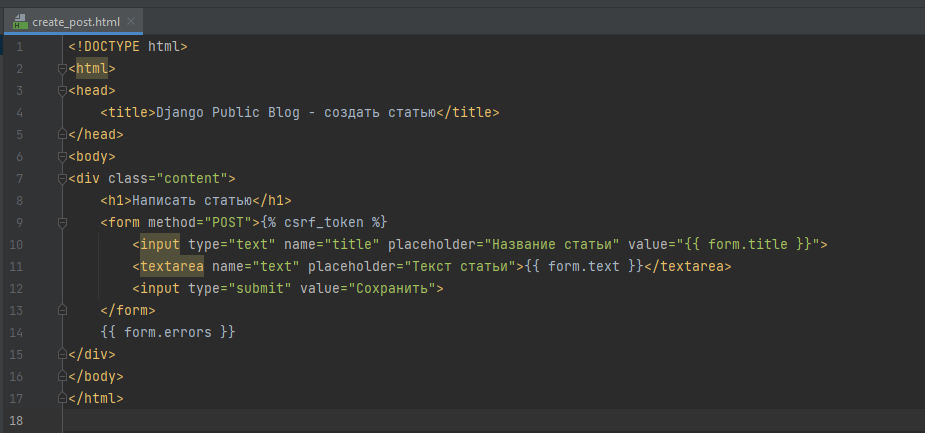 create_post.html
1 <!DOCTYPE html>
2 <html>
3 <head>
4     <title>Django Public Blog - создать статью</title>
5 </head>
6 <body>
7 <div class="content">
8     <h1>Написать статью</h1>
9     <form method="POST">{% csrf_token %}
10         <input type="text" name="title" placeholder="Название статьи" value="{{ form.title }}">
11         <textarea name="text" placeholder="Текст статьи">{{ form.text }}</textarea>
12         <input type="submit" value="Сохранить">
13     </form>
14     {{ form.errors }}
15 </div>
16 </body>
17 </html>
18